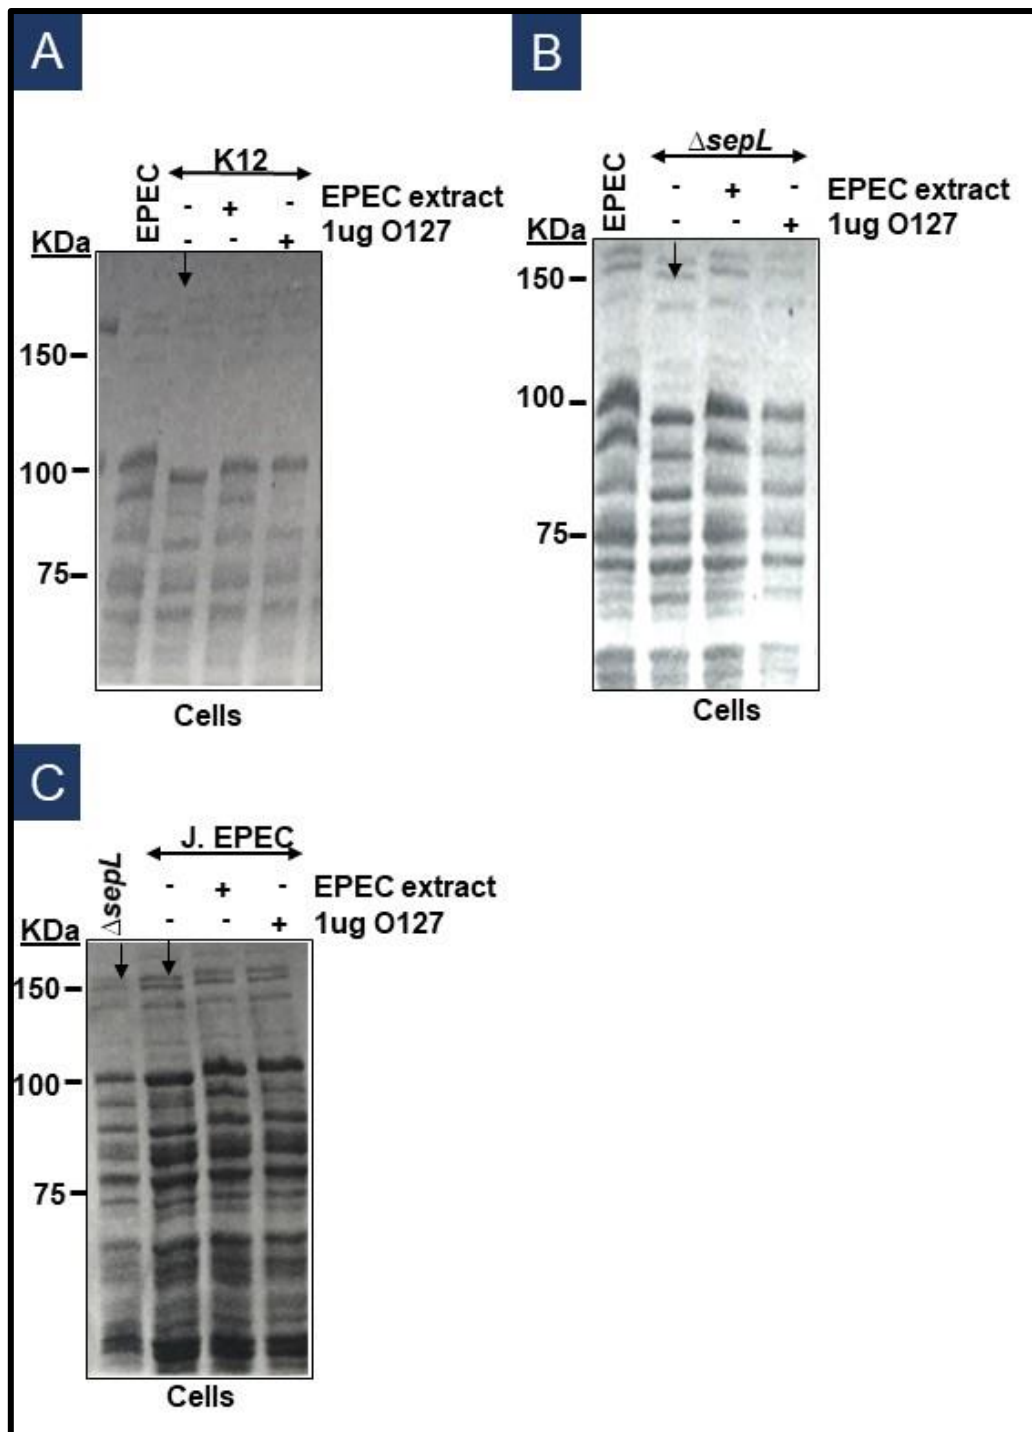 A
K12
EPEC
- + -
EPEC extract
- - +
1ug O127
KDa
150
100
75
Cells
B
ΔsepL
EPEC
- + -
EPEC extract
- - +
1ug O127
KDa
150
100
75
Cells
C
J. EPEC
ΔsepL
- + -
EPEC extract
- - +
1ug O127
KDa
150
100
75
Cells